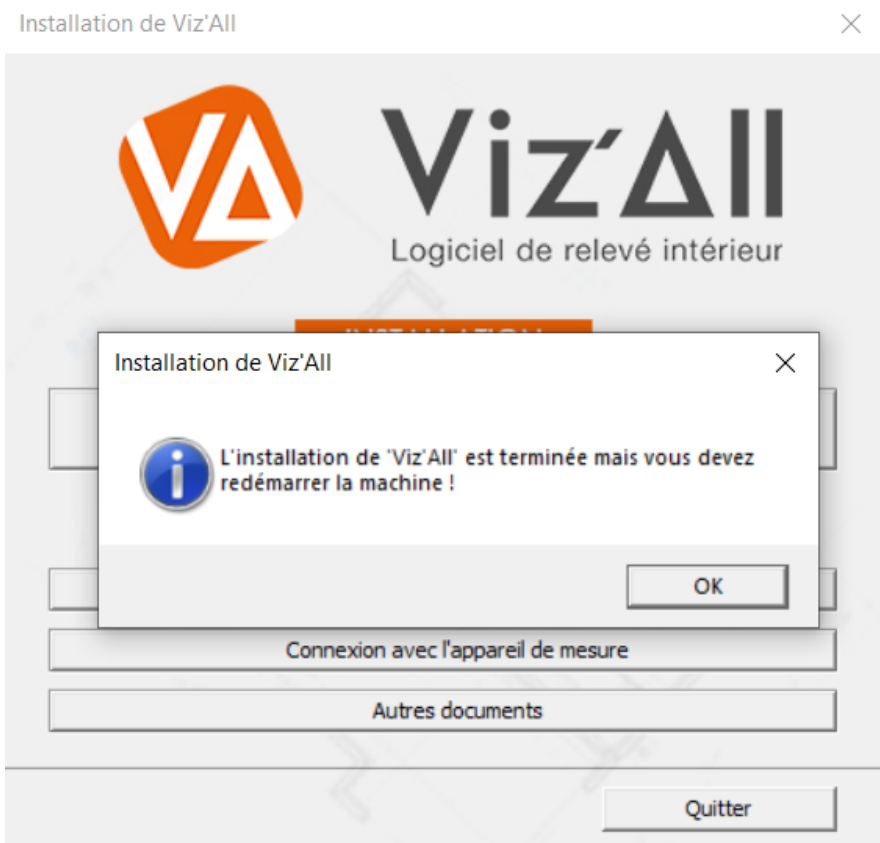 Installation de Viz'All
Viz'All
Logiciel de relevé intérieur
Installation de Viz'All
L'installation de 'Viz'All' est terminée mais vous devez
redémarrer la machine !
OK
Connexion avec l'appareil de mesure
Autres documents
Quitter